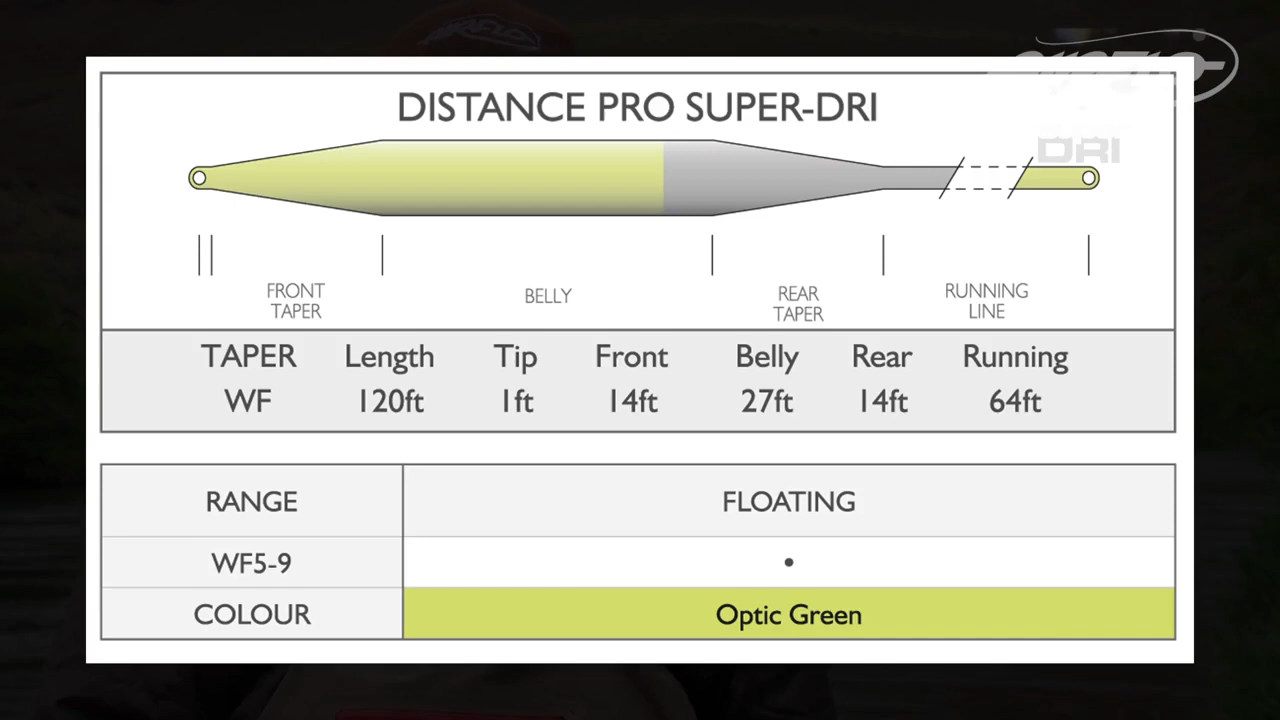 DISTANCE PRO SUPER-DRI
DRI
FRONT
TAPER
BELLY
REAR
TAPER
RUNNING
LINE
TAPER Length Tip Front Belly Rear Running
WF 120ft 1ft 14ft 27ft 14ft 64ft
RANGE FLOATING
WF5-9 •
COLOUR Optic Green